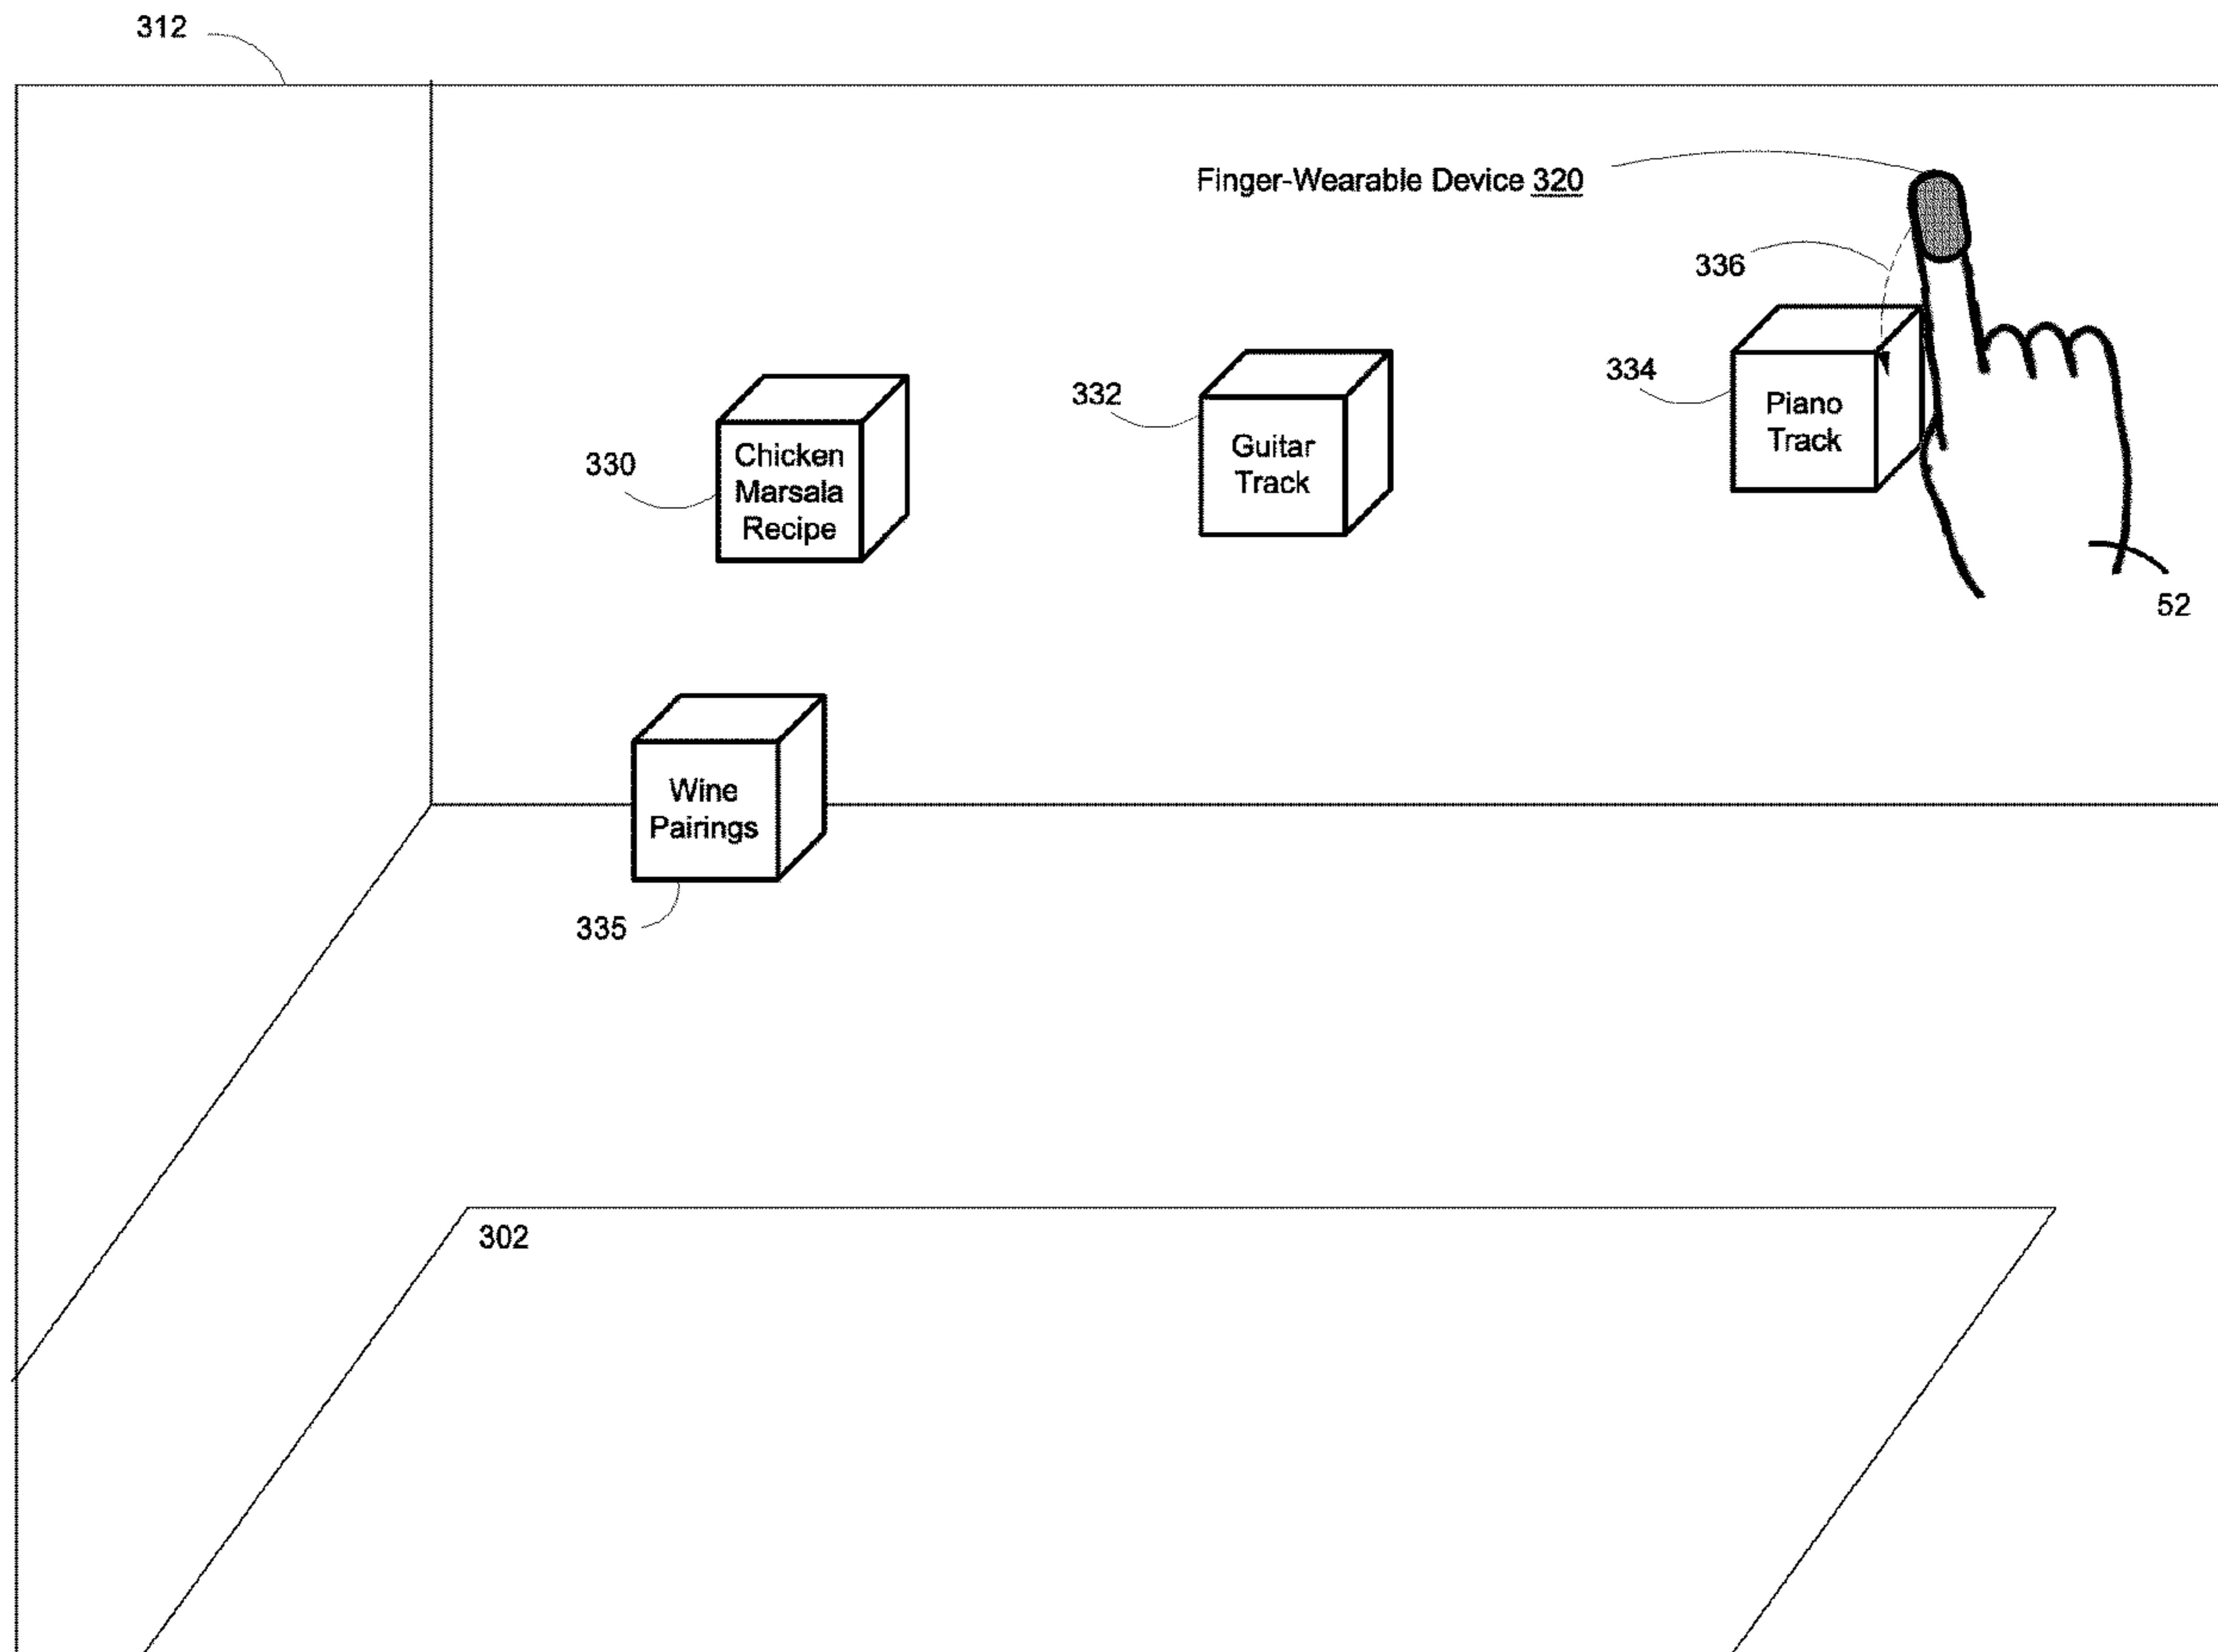 312
Finger-Wearable Device 320
336
334
Piano
Track
332
Guitar
Track
330
Chicken
Marsala
Recipe
52
Wine
Pairings
335
302